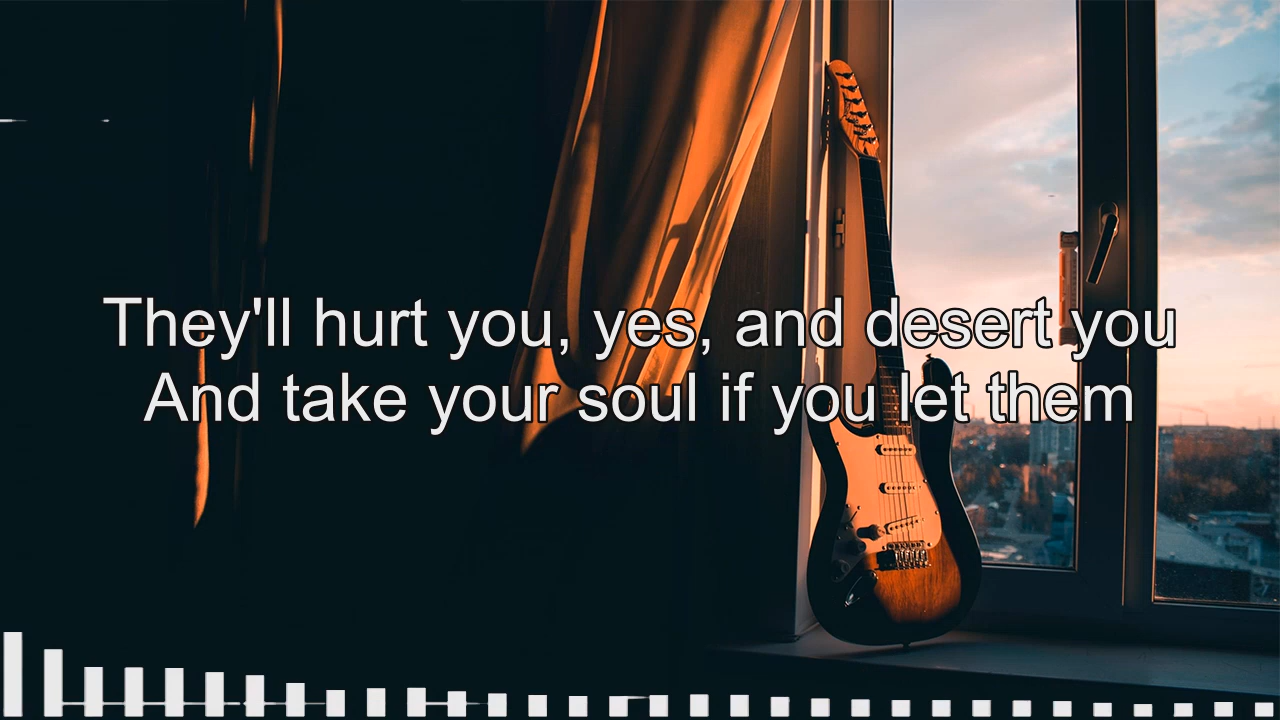 They'll hurt you, yes, and desert you
And take your soul if you let them